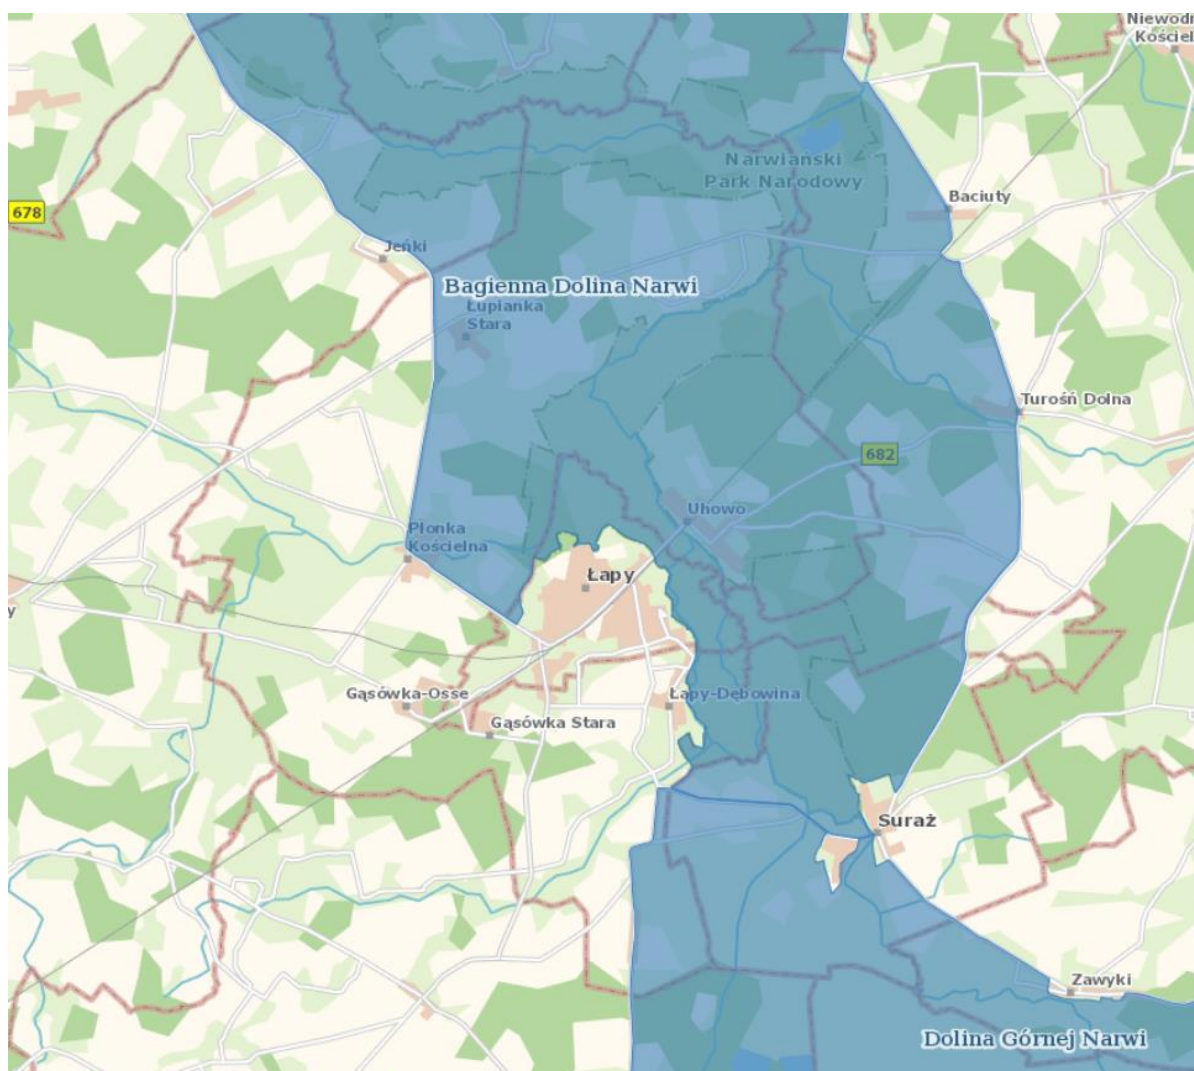 Niewodn
Kościel
Narwiański
Park Narodowy
Baciuty
678
Jeńki
Bagienna Dolina Narwi
Łupianka
Stara
Turośń Dolna
682
Uhowo
Płonka
Kościelna
Łapy
y
Gąsówka-Osse
Łapy-Dębowina
Gąsówka Stara
Suraż
Zawyki
Dolina Górnej Narwi